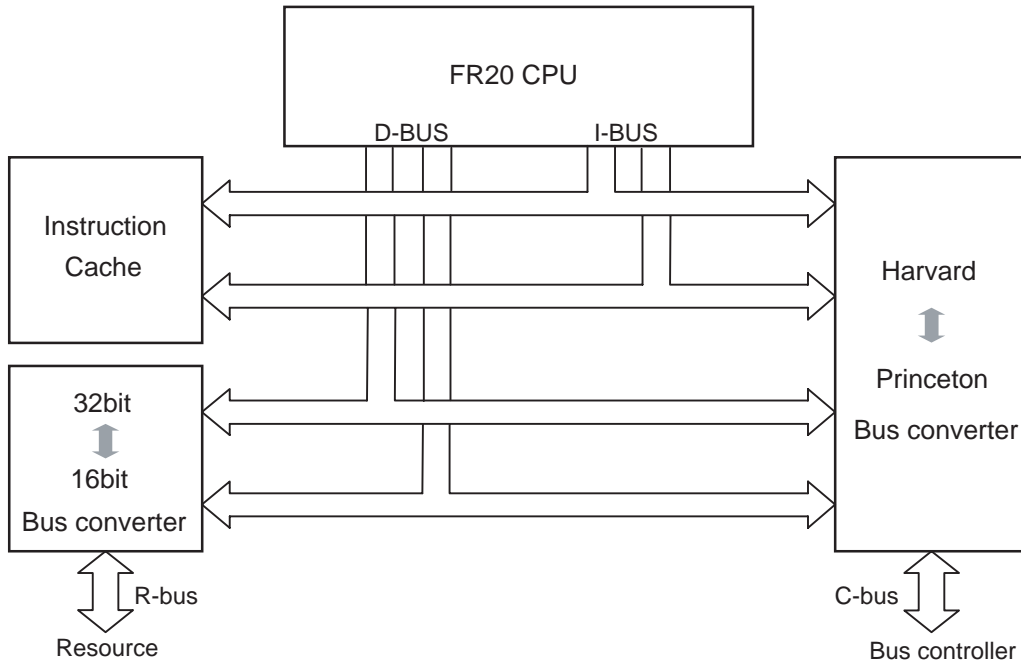 FR20 CPU
D-BUS
I-BUS
Instruction
Cache
Harvard
Princeton
Bus converter
32bit
16bit
Bus converter
R-bus
C-bus
Resource
Bus controller